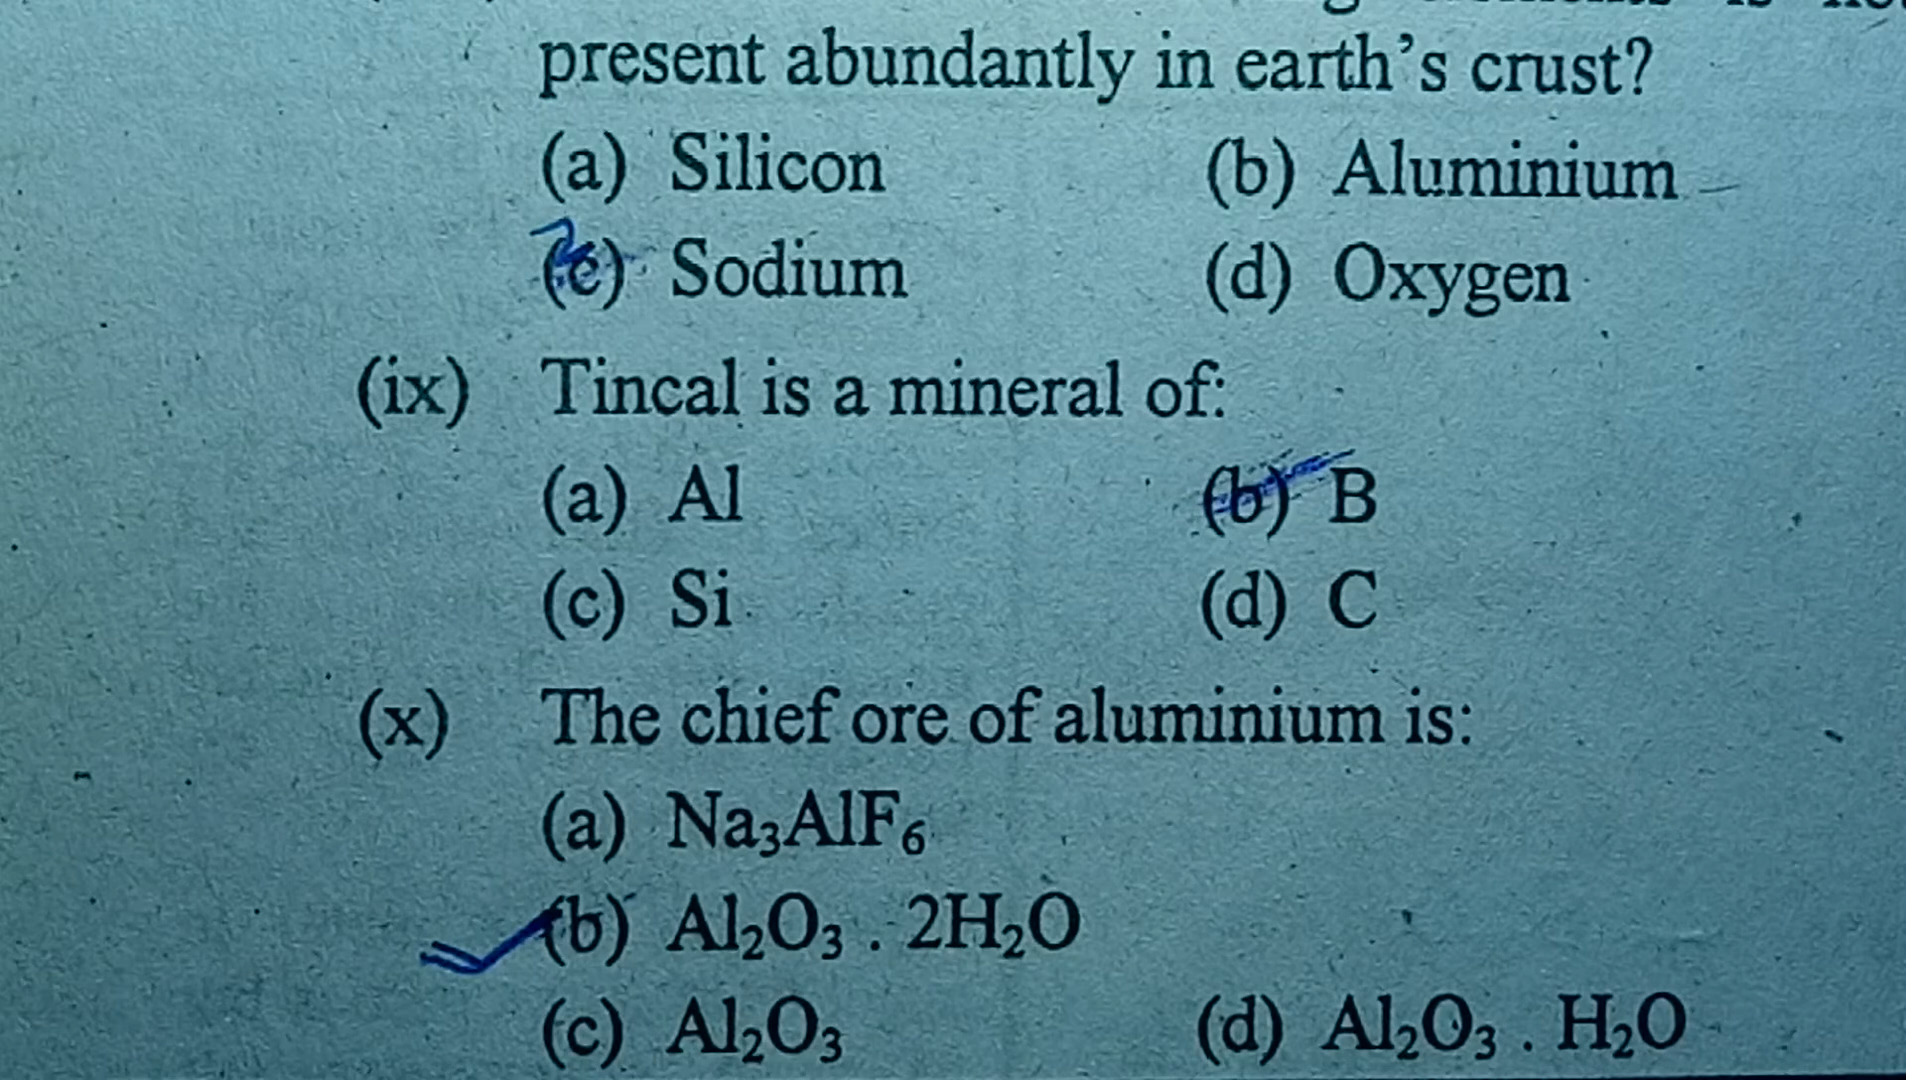 present abundantly in earth's crust?
(a) Silicon (b) Aluminium
(c) Sodium (d) Oxygen
(ix) Tincal is a mineral of:
(a) Al (b) B
(c) Si (d) C
(x) The chief ore of aluminium is:
(a) Na₃AlF₆
(b) Al₂O₃ . 2H₂O
(c) Al₂O₃ (d) Al₂O₃ . H₂O